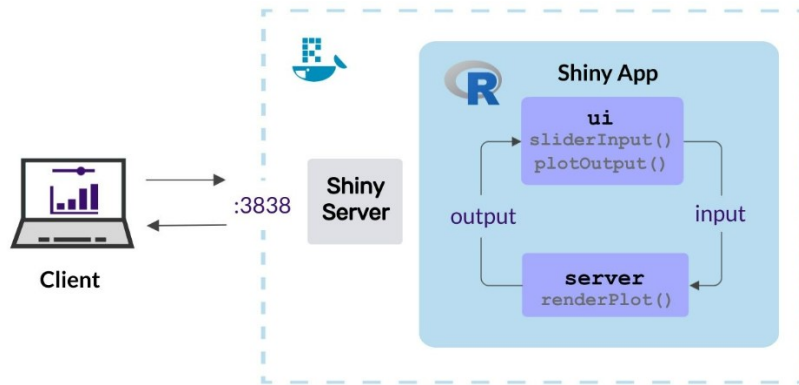 Shiny App
R
ui
sliderInput()
plotOutput()
Shiny
Server
:3838
output
input
server
renderPlot()
Client